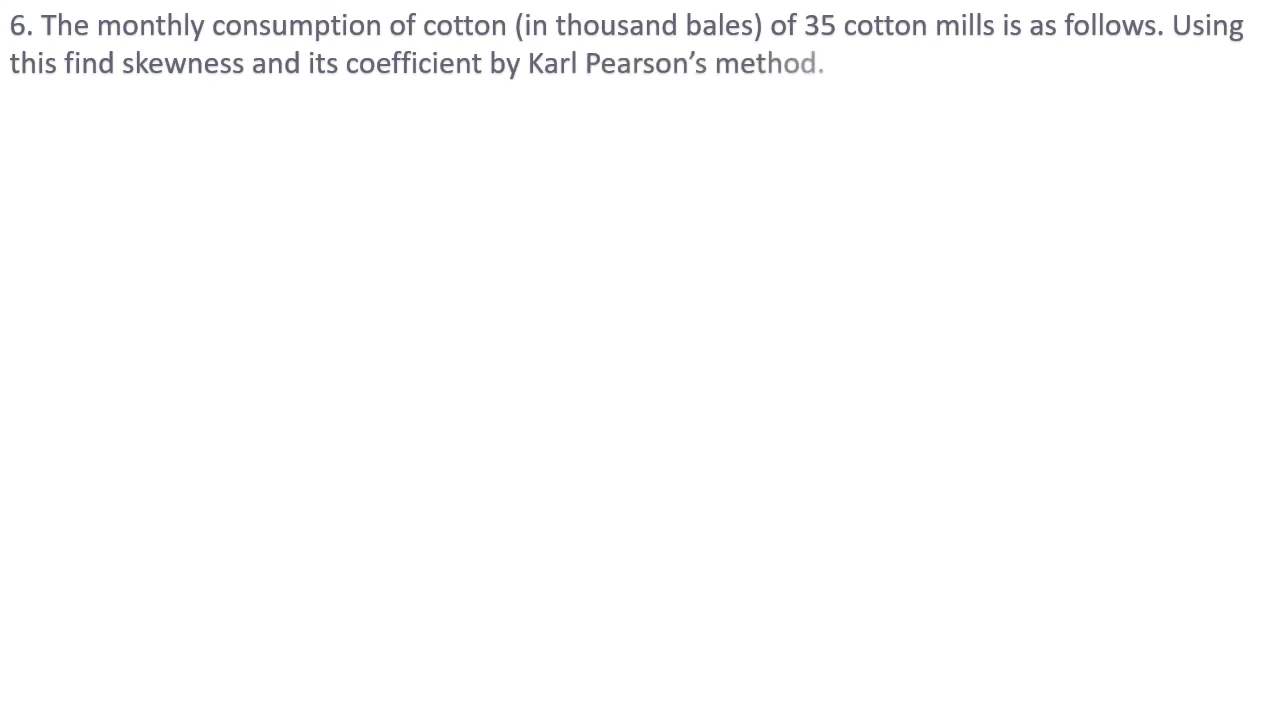 6. The monthly consumption of cotton (in thousand bales) of 35 cotton mills is as follows. Using
this find skewness and its coefficient by Karl Pearson’s method.